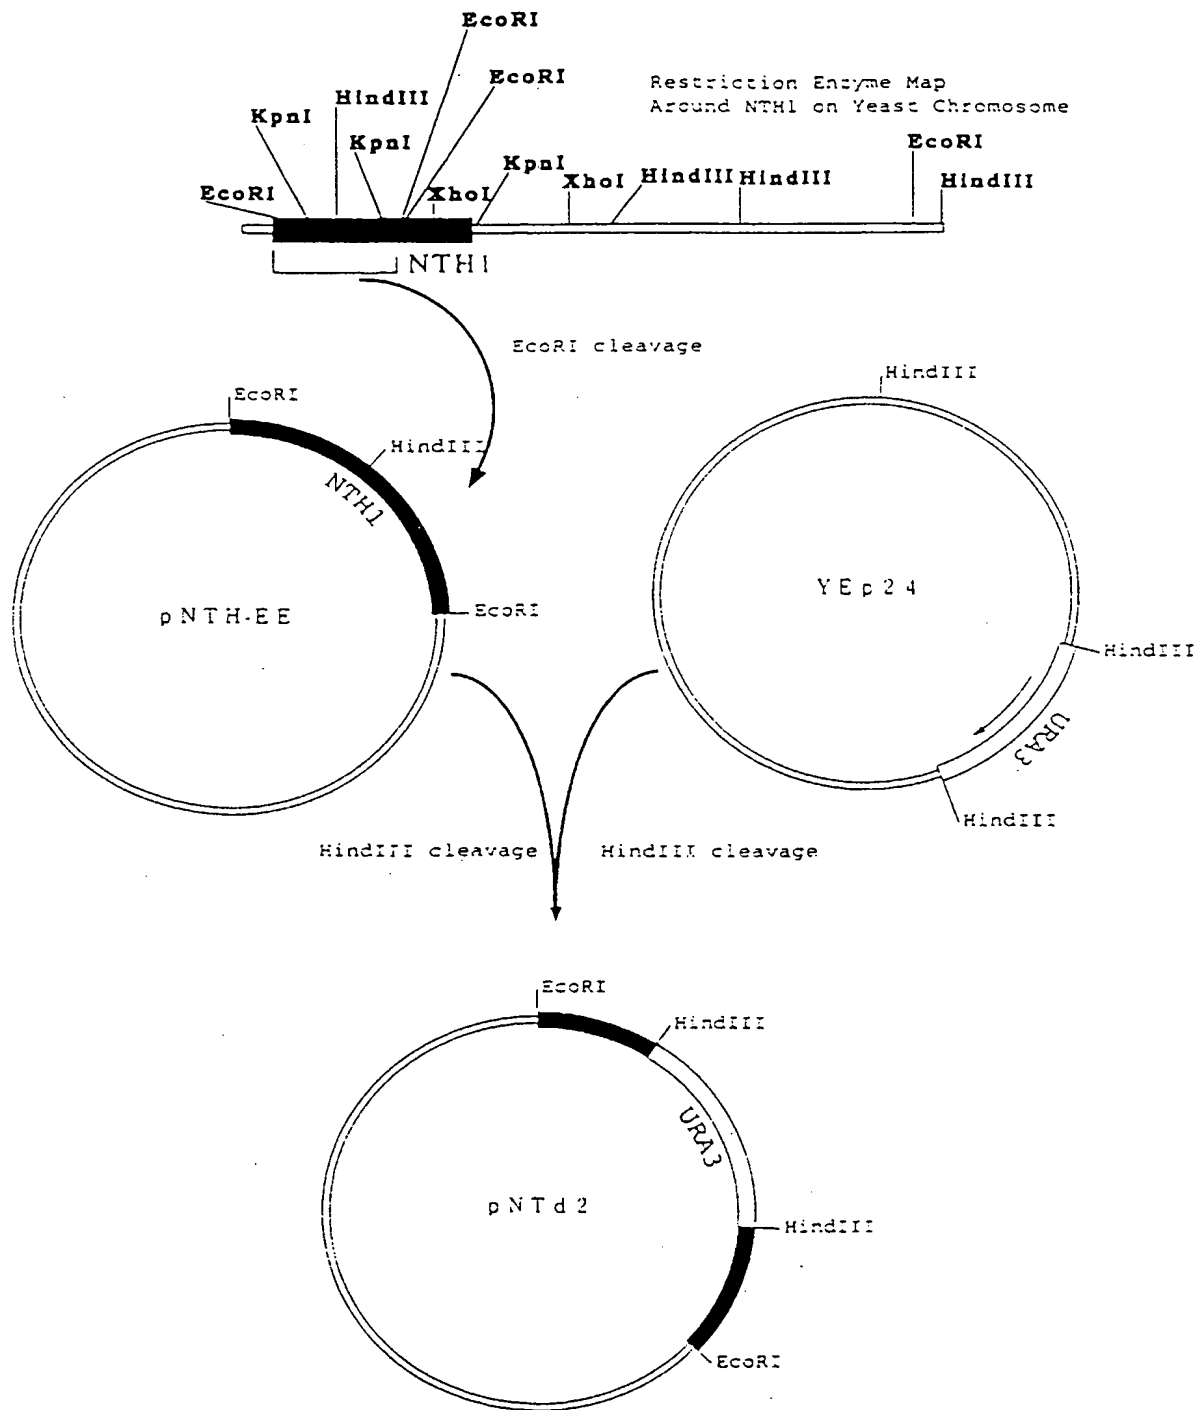 EcoRI
EcoRI
Restriction Enzyme Map
Around NTH1 on Yeast Chromosome
HindIII
KpnI
KpnI
EcoRI
KpnI
EcoRI
XhoI
XhoI
HindIII
HindIII
HindIII
NTH1
EcoRI cleavage
HindIII
EcoRI
HindIII
NTH1
YEp24
pNTH-EE
EcoRI
HindIII
URA3
HindIII
HindIII cleavage
HindIII cleavage
EcoRI
HindIII
URA3
pNTd2
HindIII
EcoRI